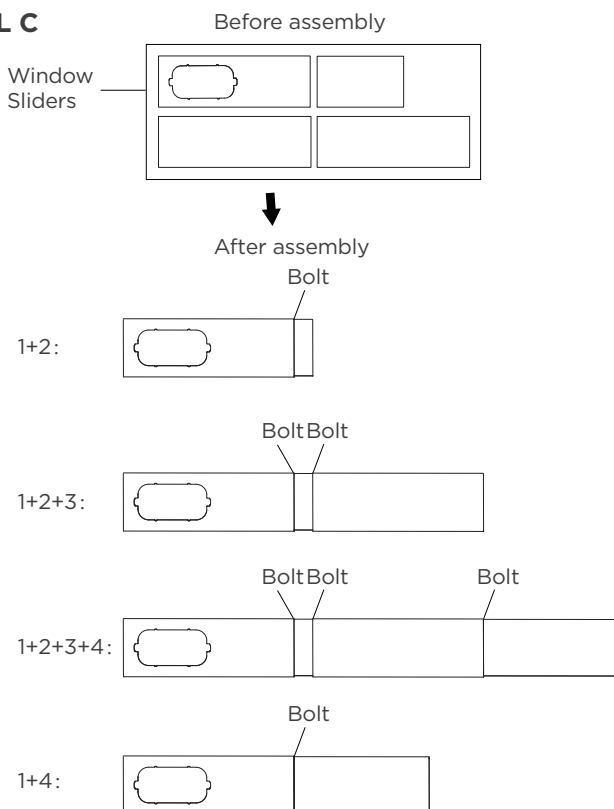 L C
Before assembly
Window
Sliders
After assembly
Bolt
1+2:
Bolt Bolt
1+2+3:
Bolt Bolt Bolt
1+2+3+4:
Bolt
1+4: